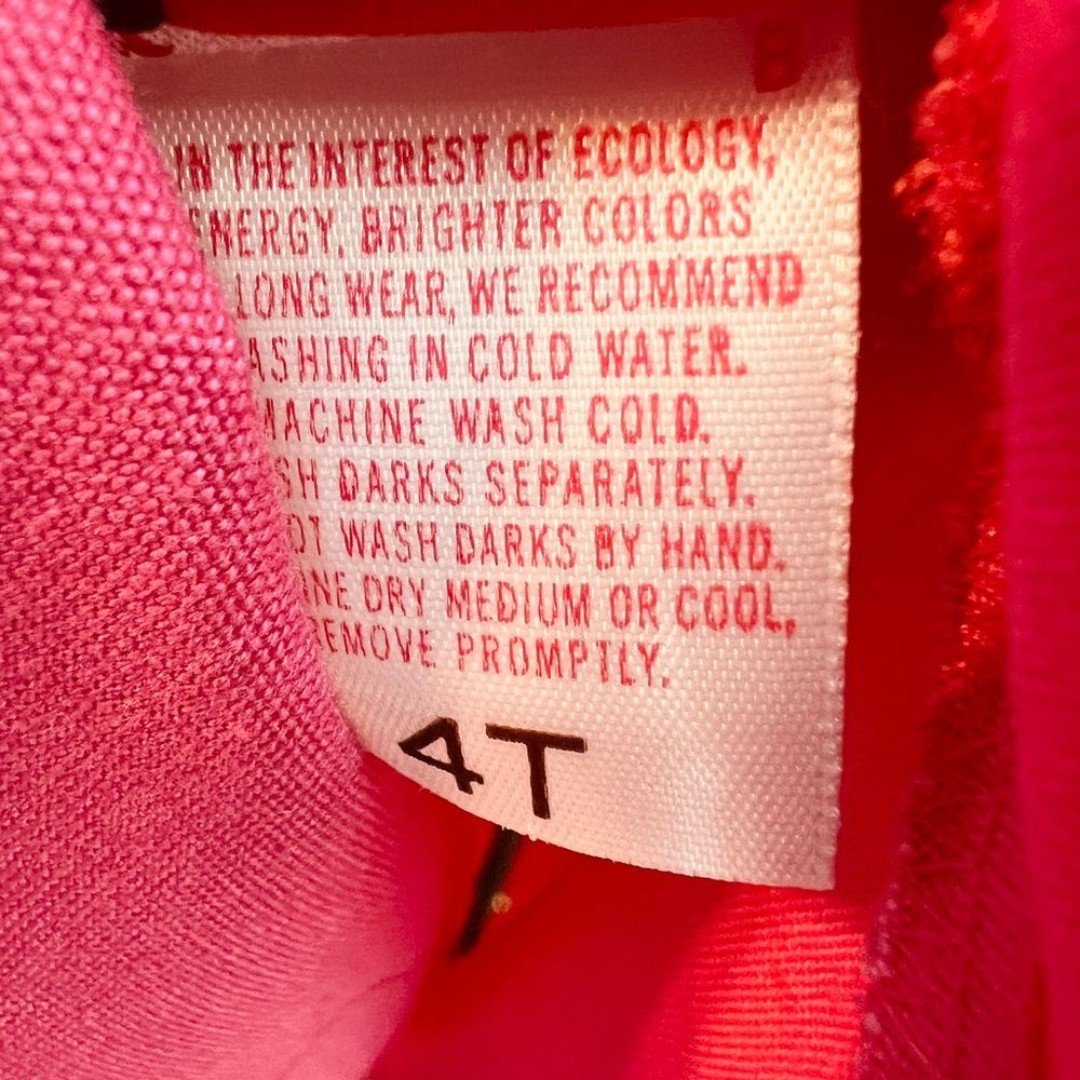 IN THE INTEREST OF ECOLOGY,
ENERGY, BRIGHTER COLORS
LONG WEAR, WE RECOMMEND
WASHING IN COLD WATER.
MACHINE WASH COLD.
DARKS SEPARATELY.
WASH DARKS BY HAND.
DRY MEDIUM OR COOL,
REMOVE PROMPTLY.
4T